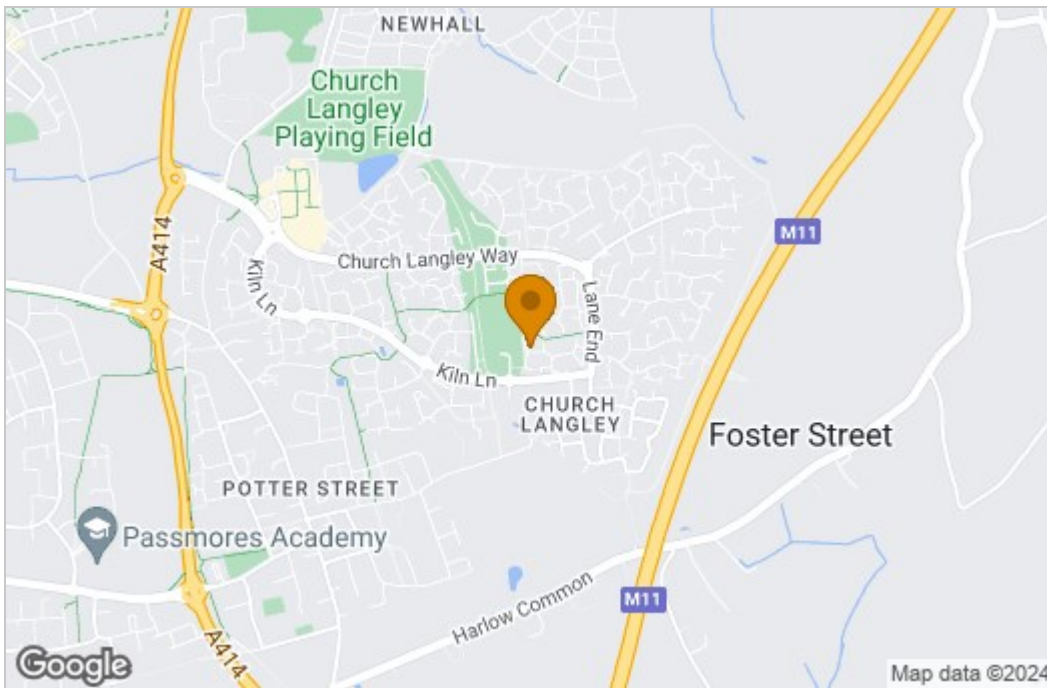 NEWHALL
Church
Langley
Playing Field
A414
M11
Church Langley Way
Kiln Ln
Lane End
Kiln Ln
CHURCH
LANGLEY
Foster Street
POTTER STREET
Passmores Academy
M11
Harlow Common
A414
Google
Map data ©2024